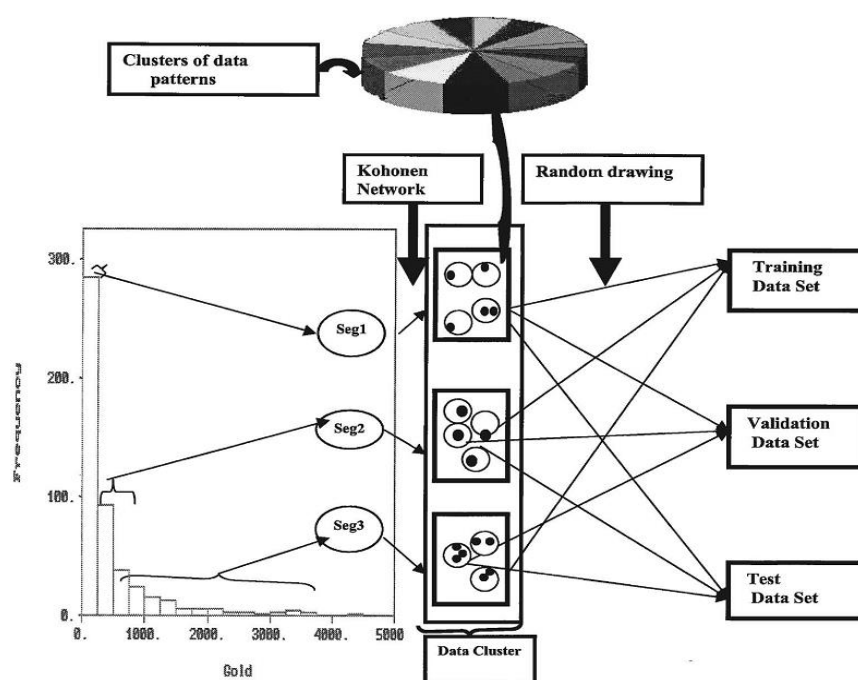 Clusters of data
patterns
Kohonen
Network
Random drawing
300.
200.
100.
0.
Frequency
0.
1000.
2000.
3000.
4000.
5000
Gold
Seg1
Seg2
Seg3
Training
Data Set
Validation
Data Set
Test
Data Set
Data Cluster